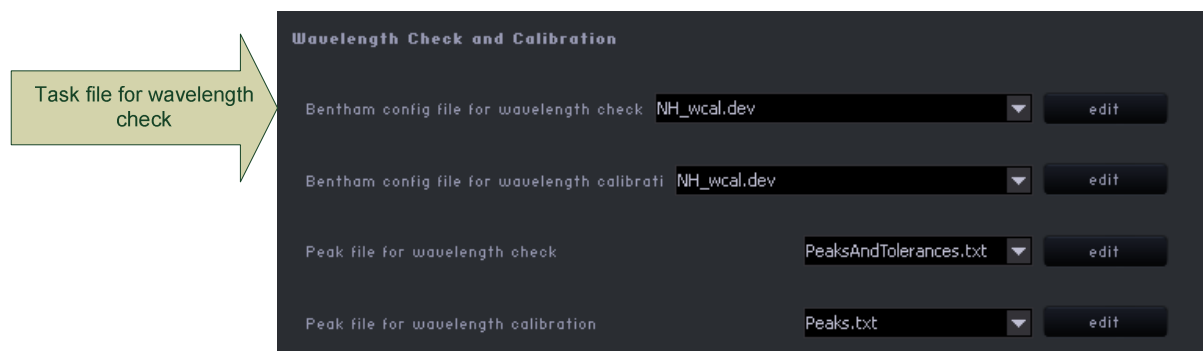 Wavelength Check and Calibration
Task file for wavelength
check
Bentham config file for wavelength check NH_wcal.dev edit
Bentham config file for wavelength calibrati NH_wcal.dev edit
Peak file for wavelength check PeaksAndTolerances.txt edit
Peak file for wavelength calibration Peaks.txt edit